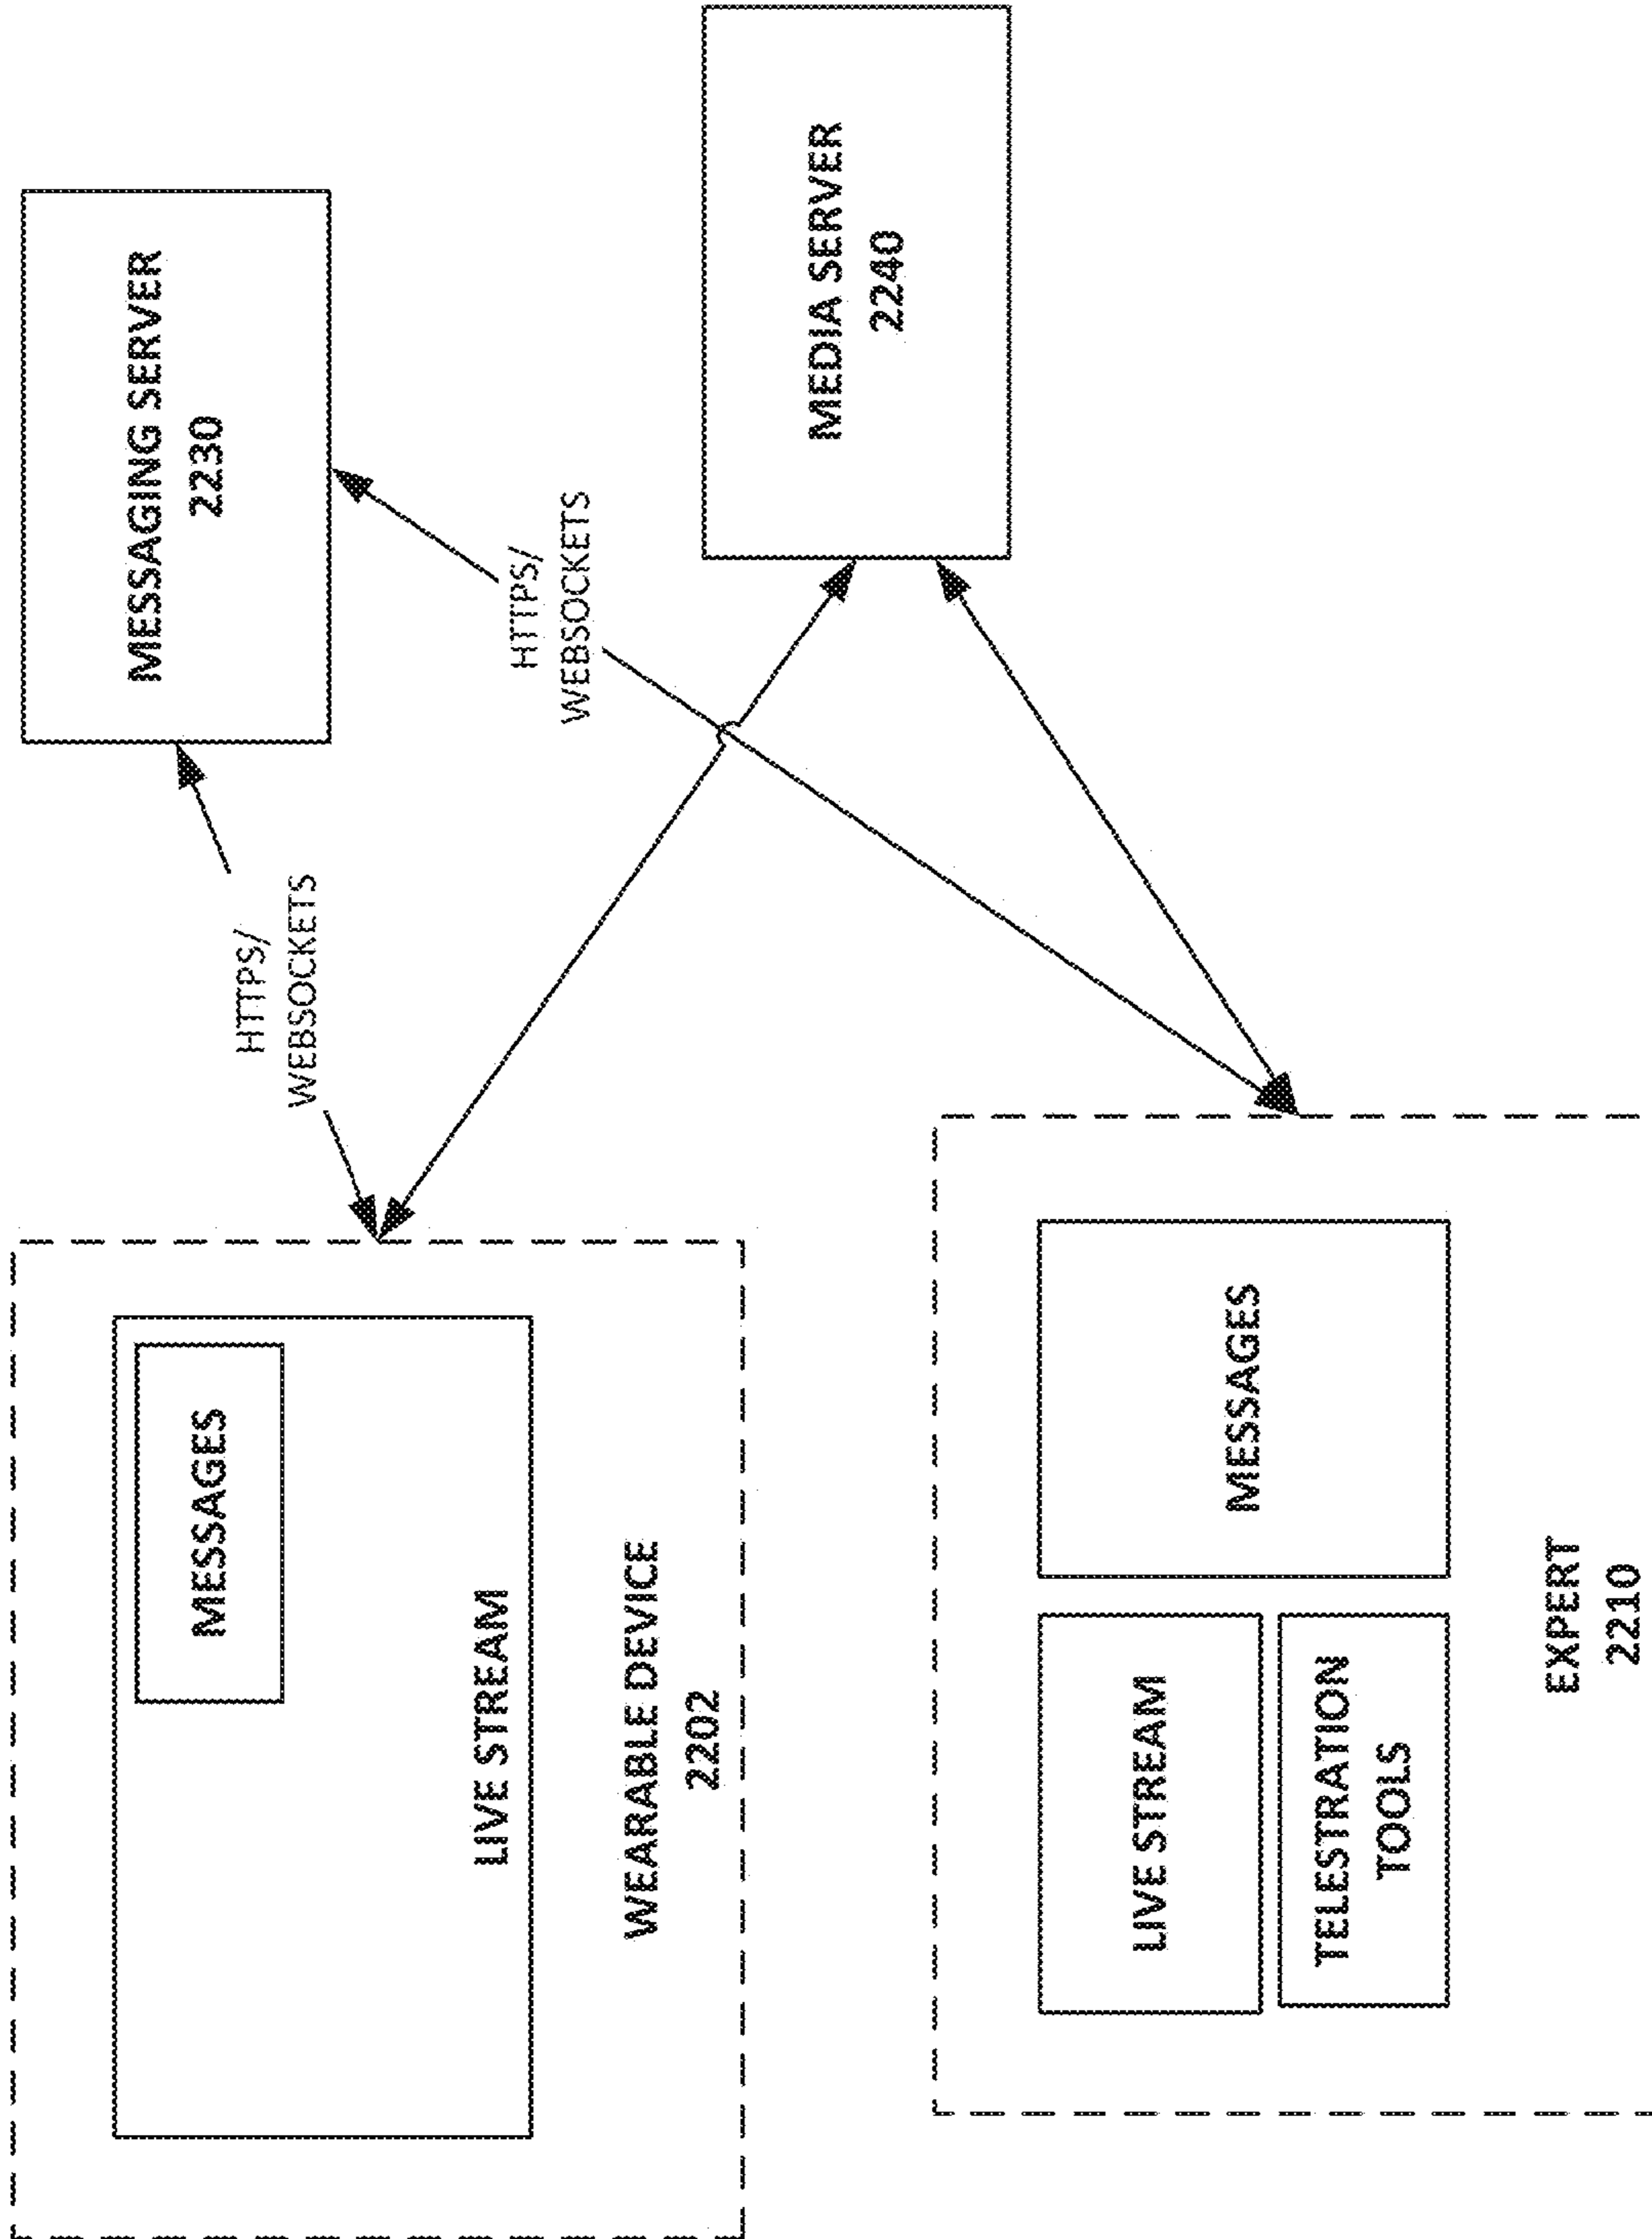 MESSAGES
LIVE STREAM
WEARABLE DEVICE
2202
HTTPS/
WEBSOCKETS
MESSAGING SERVER
2230
HTTPS/
WEBSOCKETS
MEDIA SERVER
2240
LIVE STREAM
TELESTRATION
TOOLS
MESSAGES
EXPERT
2210